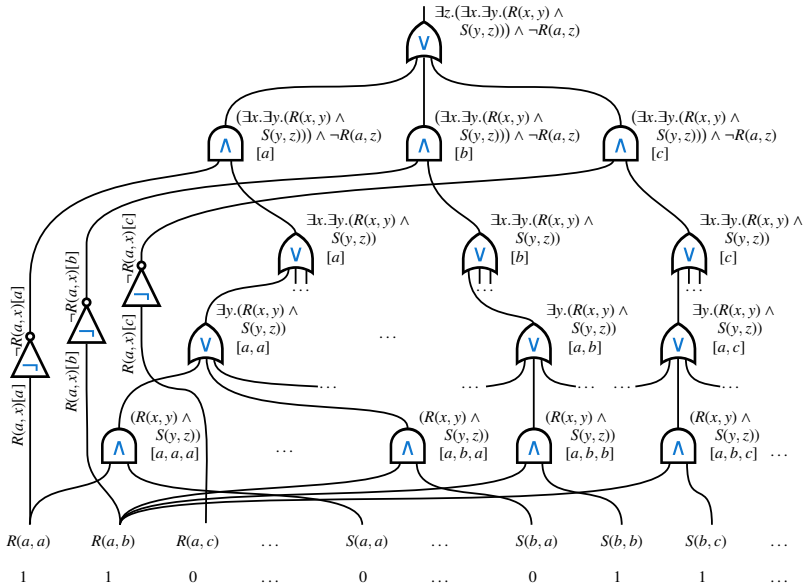 ∃z.(∃x.∃y.(R(x, y) ∧
S(y, z))) ∧ ¬R(a, z)
∨
(∃x.∃y.(R(x, y) ∧
S(y, z))) ∧ ¬R(a, z)
[a]
∧
(∃x.∃y.(R(x, y) ∧
S(y, z))) ∧ ¬R(a, z)
[b]
∧
(∃x.∃y.(R(x, y) ∧
S(y, z))) ∧ ¬R(a, z)
[c]
∧
∃x.∃y.(R(x, y) ∧
S(y, z))
[a]
∨
...
∃x.∃y.(R(x, y) ∧
S(y, z))
[b]
∨
...
∃x.∃y.(R(x, y) ∧
S(y, z))
[c]
∨
...
¬R(a, x)[a]
¬
R(a, x)[a]
¬R(a, x)[b]
¬
R(a, x)[b]
¬R(a, x)[c]
¬
R(a, x)[c]
∃y.(R(x, y) ∧
S(y, z))
[a, a]
∨
...
∃y.(R(x, y) ∧
S(y, z))
[a, b]
∨
∃y.(R(x, y) ∧
S(y, z))
[a, c]
∨
... ... ... ... ...
(R(x, y) ∧
S(y, z))
[a, a, a]
∧
...
(R(x, y) ∧
S(y, z))
[a, b, a]
∧
(R(x, y) ∧
S(y, z))
[a, b, b]
∧
(R(x, y) ∧
S(y, z))
[a, b, c]
∧
...
R(a, a) R(a, b) R(a, c) ... S(a, a) ... S(b, a) S(b, b) S(b, c) ...
1 1 0 ... 0 ... 0 1 1 ...